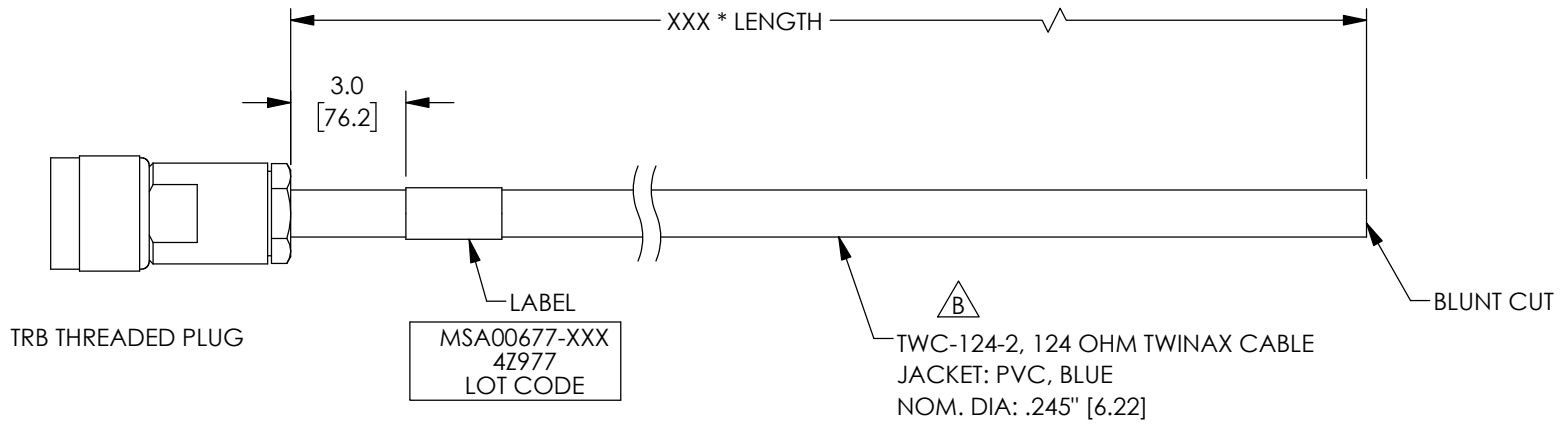 XXX * LENGTH
3.0
[76.2]
TRB THREADED PLUG
LABEL
MSA00677-XXX
4Z977
LOT CODE
B
TWC-124-2, 124 OHM TWINAX CABLE
JACKET: PVC, BLUE
NOM. DIA: .245" [6.22]
BLUNT CUT